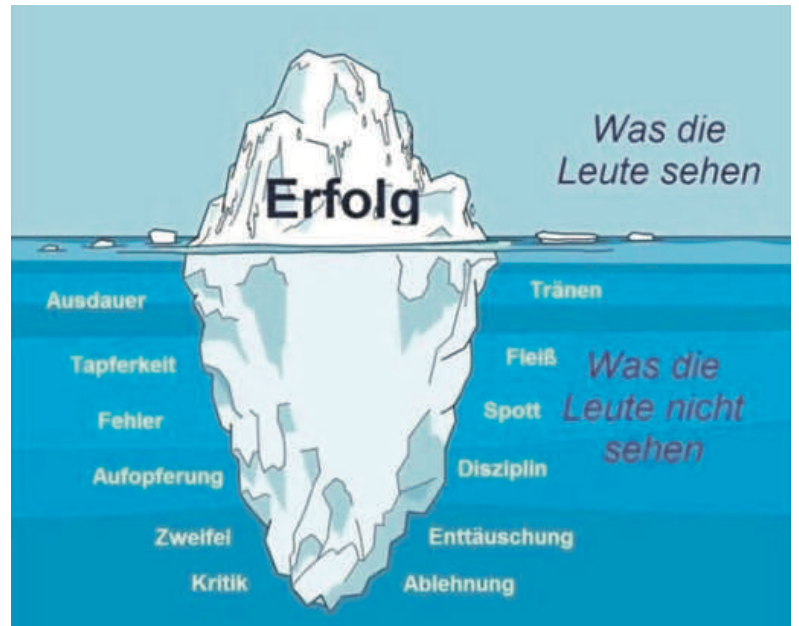 Was die
Leute sehen
Erfolg
Ausdauer
Tränen
Tapferkeit
Fleiß
Was die
Leute nicht
sehen
Fehler
Spott
Aufopferung
Disziplin
Zweifel
Enttäuschung
Kritik
Ablehnung